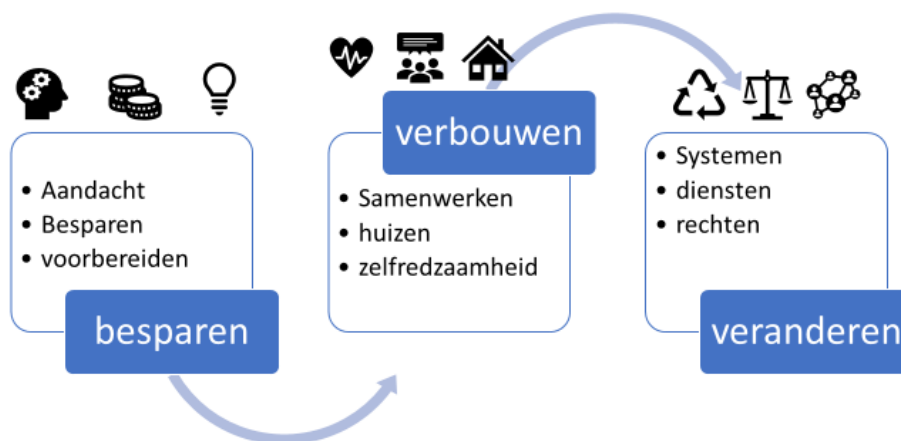 Aandacht
Besparen
voorbereiden
besparen
verbouwen
Samenwerken
huizen
zelfredzaamheid
Systemen
diensten
rechten
veranderen